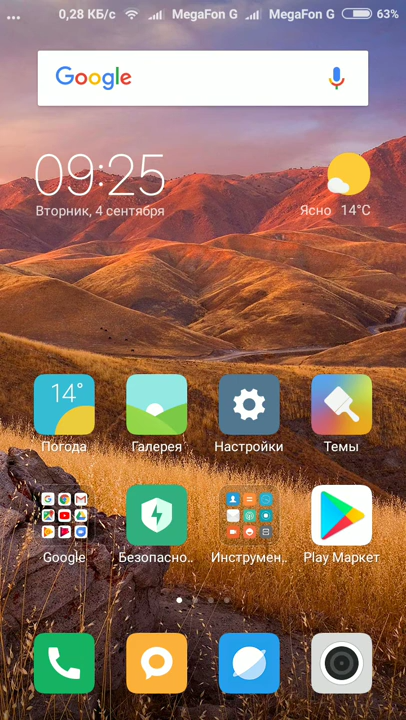 ... 0,28 КБ/с MegaFon G MegaFon G 63%
Google
09:25
Вторник, 4 сентября
Ясно 14°C
14°
Погода Галерея Настройки Темы
Google Безопасно.. Инструмен.. Play Маркет